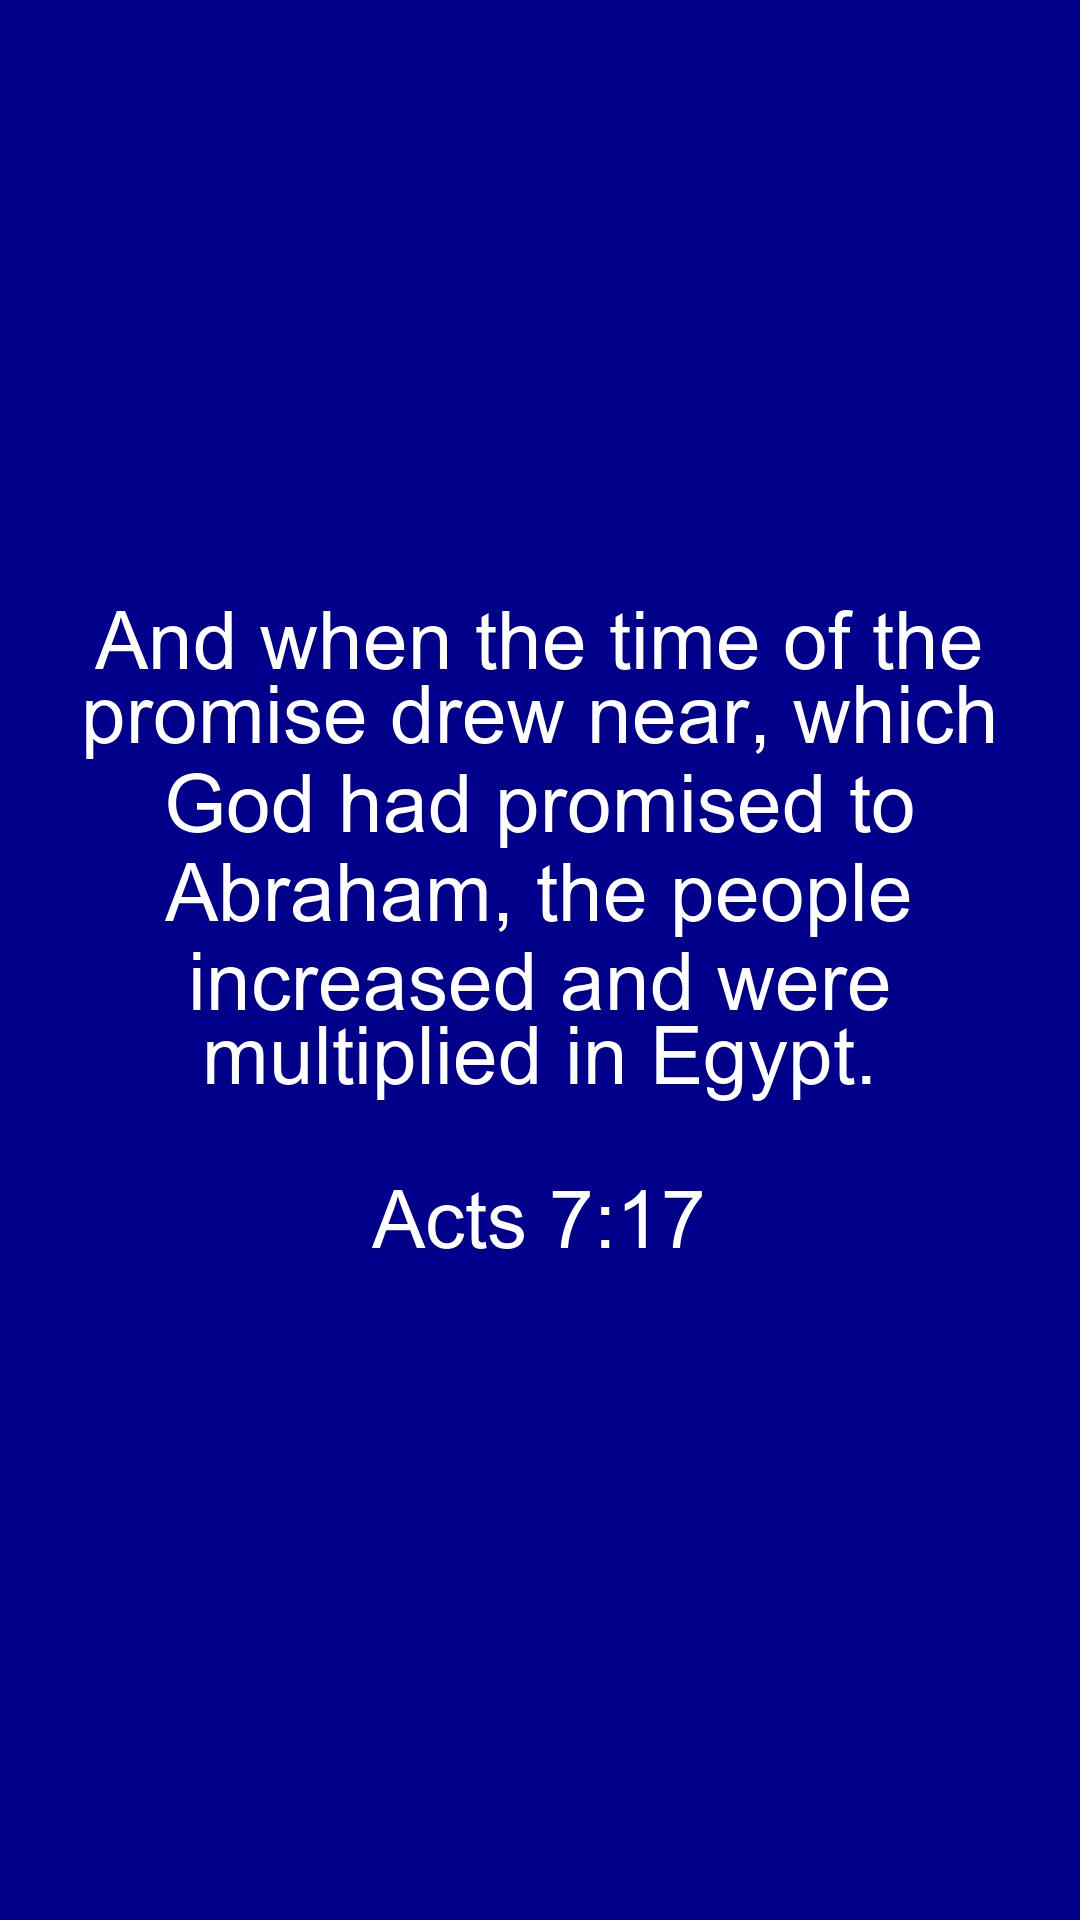 And when the time of the
promise drew near, which
God had promised to
Abraham, the people
increased and were
multiplied in Egypt.
Acts 7:17